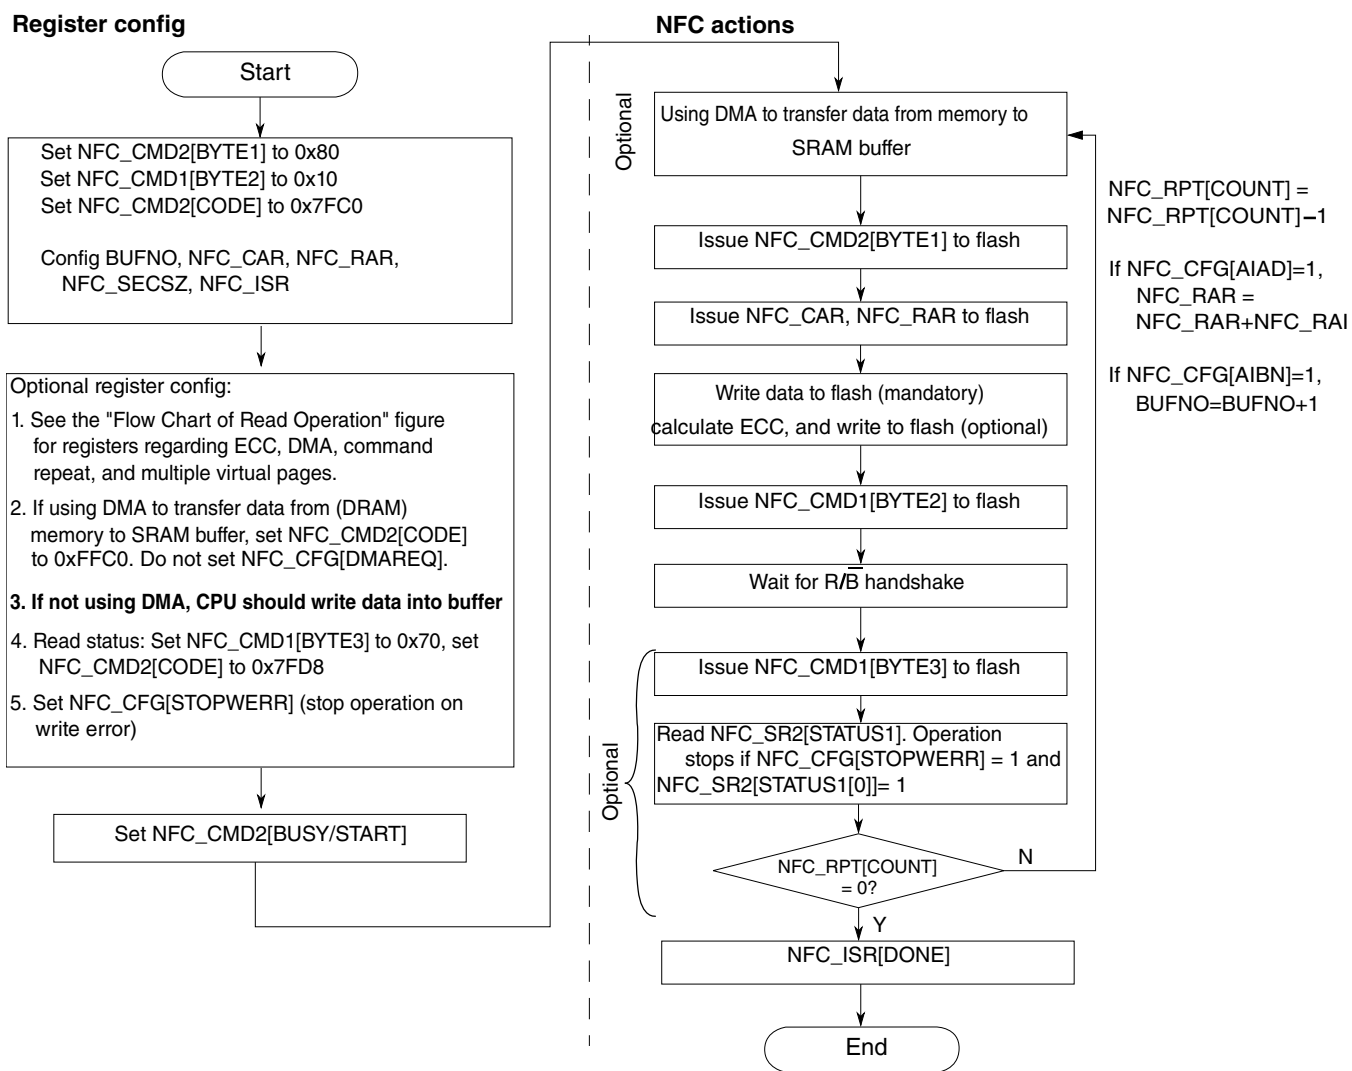 Register config
Start
Set NFC_CMD2[BYTE1] to 0x80
Set NFC_CMD1[BYTE2] to 0x10
Set NFC_CMD2[CODE] to 0x7FC0
Config BUFNO, NFC_CAR, NFC_RAR,
NFC_SECSZ, NFC_ISR
Optional register config:
1. See the "Flow Chart of Read Operation" figure
for registers regarding ECC, DMA, command
repeat, and multiple virtual pages.
2. If using DMA to transfer data from (DRAM)
memory to SRAM buffer, set NFC_CMD2[CODE]
to 0xFFC0. Do not set NFC_CFG[DMAREQ].
3. If not using DMA, CPU should write data into buffer
4. Read status: Set NFC_CMD1[BYTE3] to 0x70, set
NFC_CMD2[CODE] to 0x7FD8
5. Set NFC_CFG[STOPWERR] (stop operation on
write error)
Set NFC_CMD2[BUSY/START]
NFC actions
Optional
Using DMA to transfer data from memory to
SRAM buffer
Issue NFC_CMD2[BYTE1] to flash
Issue NFC_CAR, NFC_RAR to flash
Write data to flash (mandatory)
calculate ECC, and write to flash (optional)
Issue NFC_CMD1[BYTE2] to flash
Wait for R/B̅ handshake
Optional
Issue NFC_CMD1[BYTE3] to flash
Read NFC_SR2[STATUS1]. Operation
stops if NFC_CFG[STOPWERR] = 1 and
NFC_SR2[STATUS1[0]]= 1
NFC_RPT[COUNT]
= 0?
N
Y
NFC_ISR[DONE]
End
NFC_RPT[COUNT] =
NFC_RPT[COUNT]–1
If NFC_CFG[AIAD]=1,
NFC_RAR =
NFC_RAR+NFC_RAI
If NFC_CFG[AIBN]=1,
BUFNO=BUFNO+1